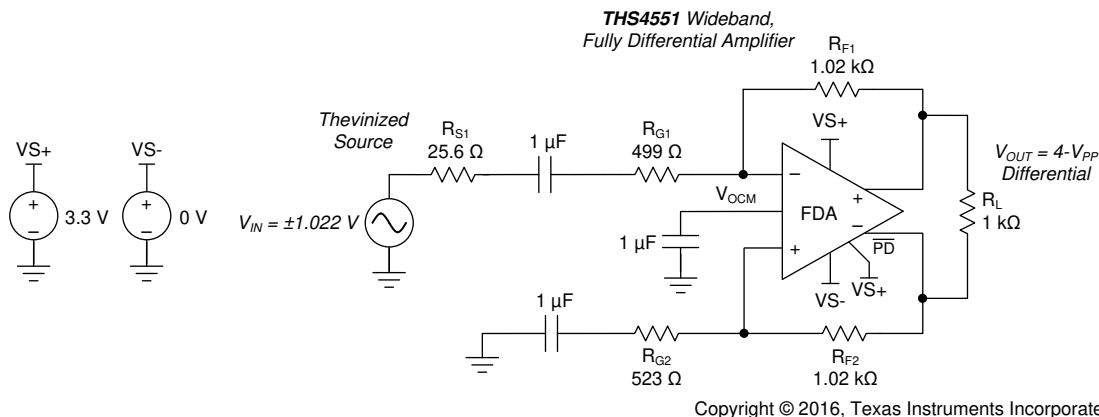 THS4551 Wideband,
Fully Differential Amplifier
RF1
1.02 kΩ
Thevinized
Source
RS1
25.6 Ω
1 µF
RG1
499 Ω
VS+
VS+
VS-
3.3 V
0 V
VIN = ±1.022 V
VOCM
FDA
−
+
+
−
PD
VOUT = 4-VPP
Differential
RL
1 kΩ
1 µF
VS-
VS+
1 µF
RG2
523 Ω
RF2
1.02 kΩ
+
−
+
−
Copyright © 2016, Texas Instruments Incorporate